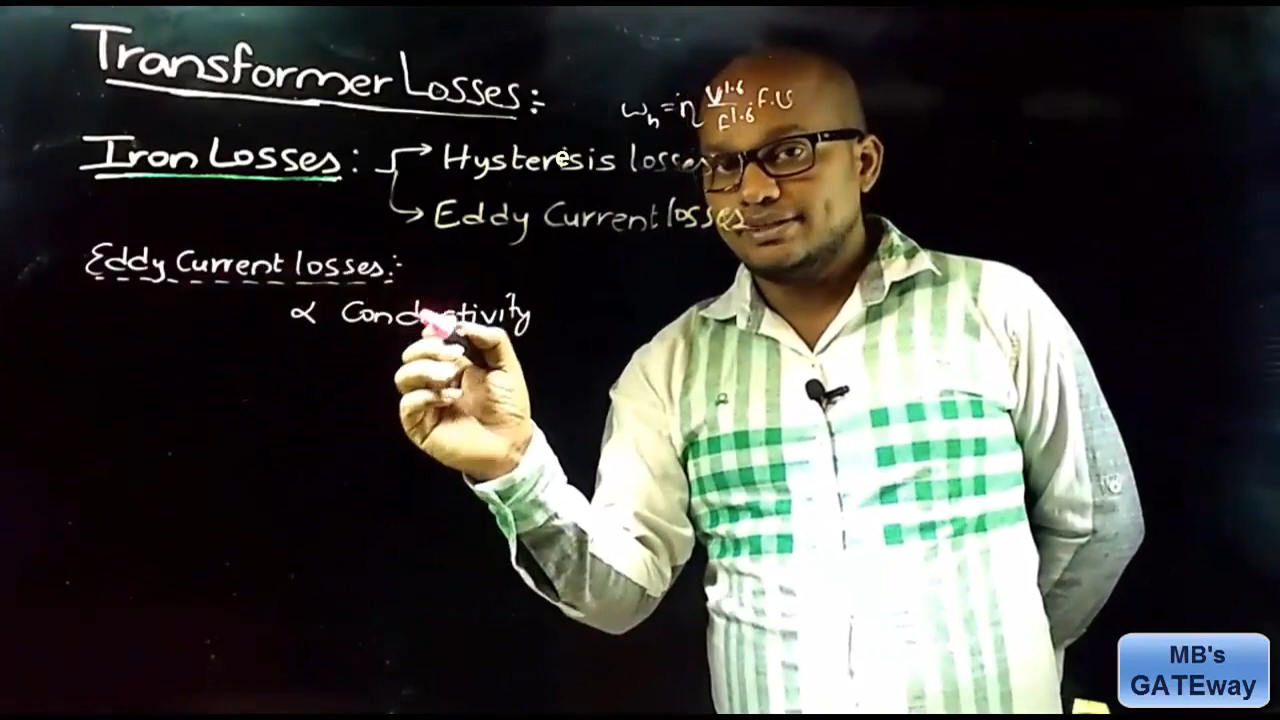 Transformer Losses :-
Wh = η V^1.6/f^1.6 . f . v
Iron Losses : → Hysteresis losses
→ Eddy Current losses
Eddy Current losses :-
∝ Conductivity
MB's
GATEway